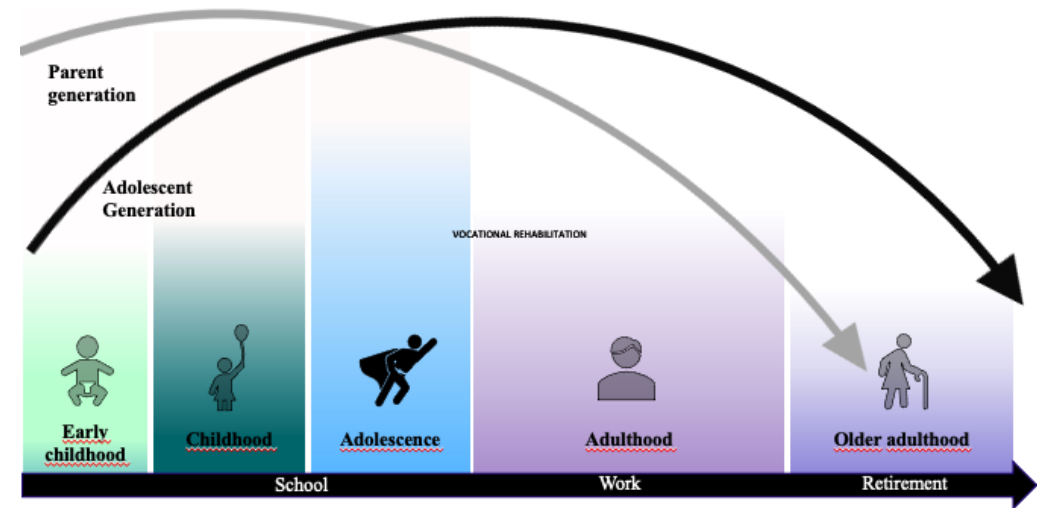 Parent
generation
Adolescent
Generation
VOCATIONAL REHABILITATION
Early
childhood
Childhood
Adolescence
Adulthood
Older adulthood
School
Work
Retirement